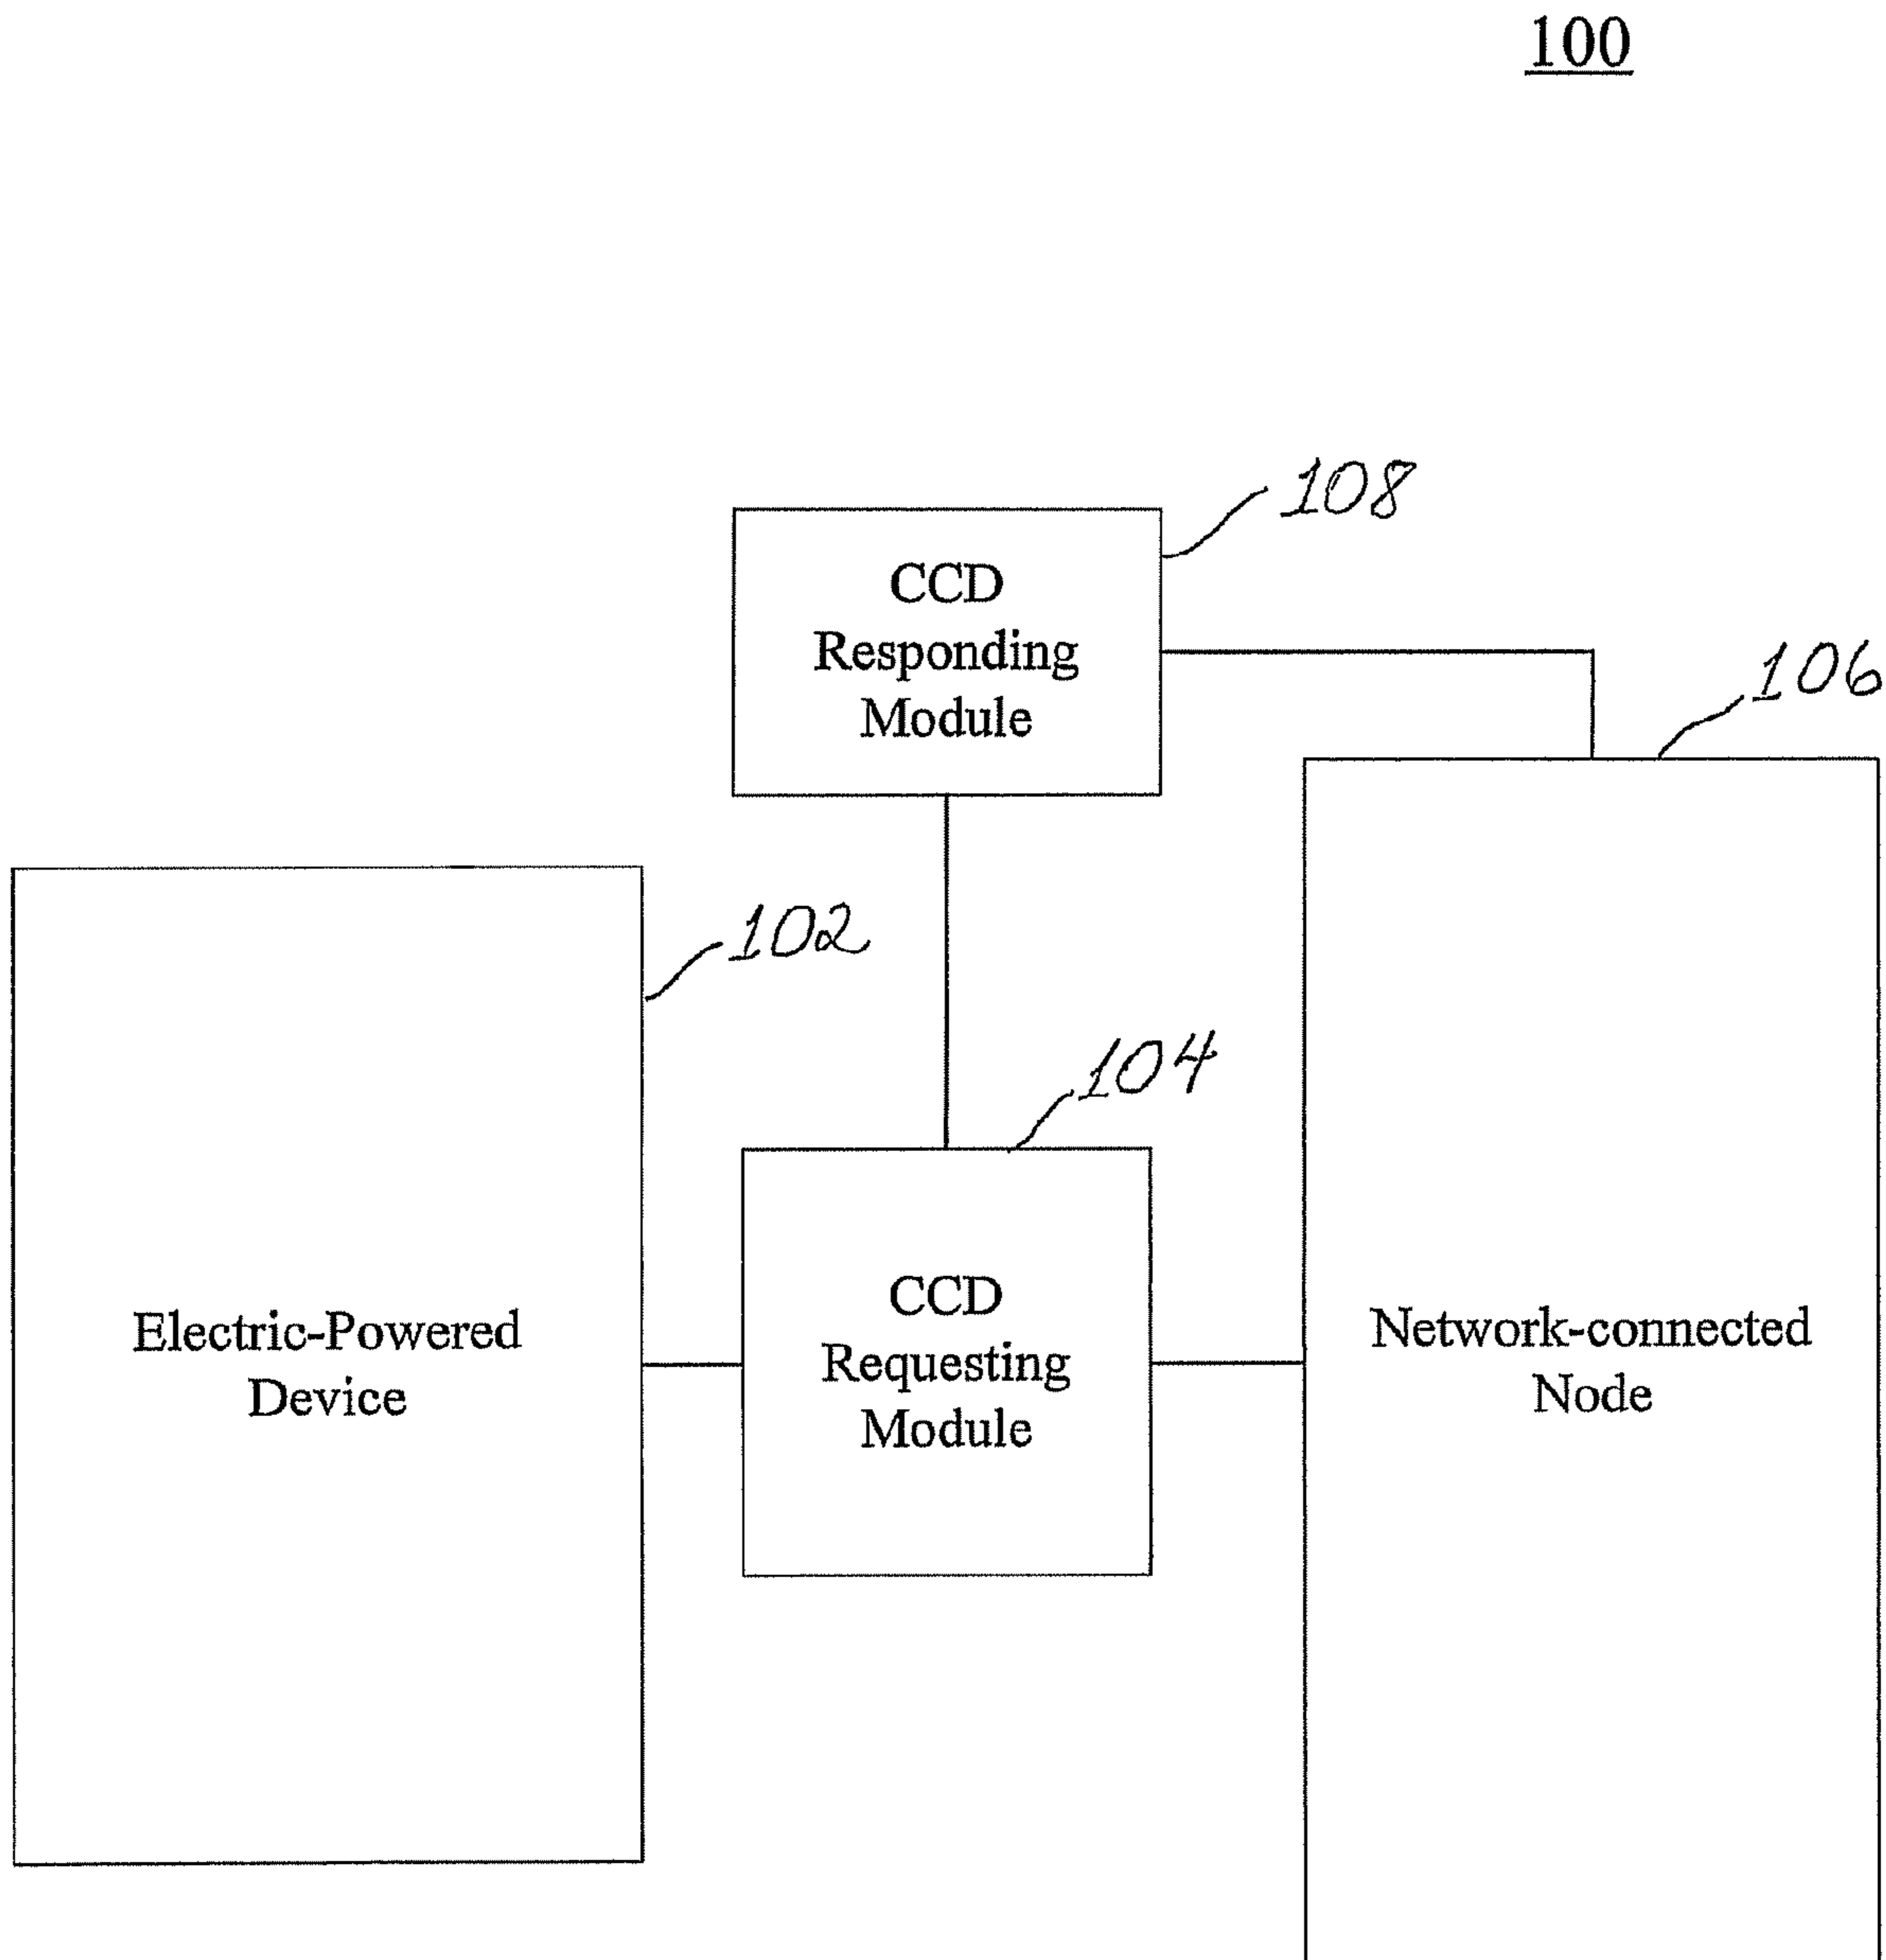 100
108
CCD
Responding
Module
106
102
104
Electric-Powered
Device
CCD
Requesting
Module
Network-connected
Node